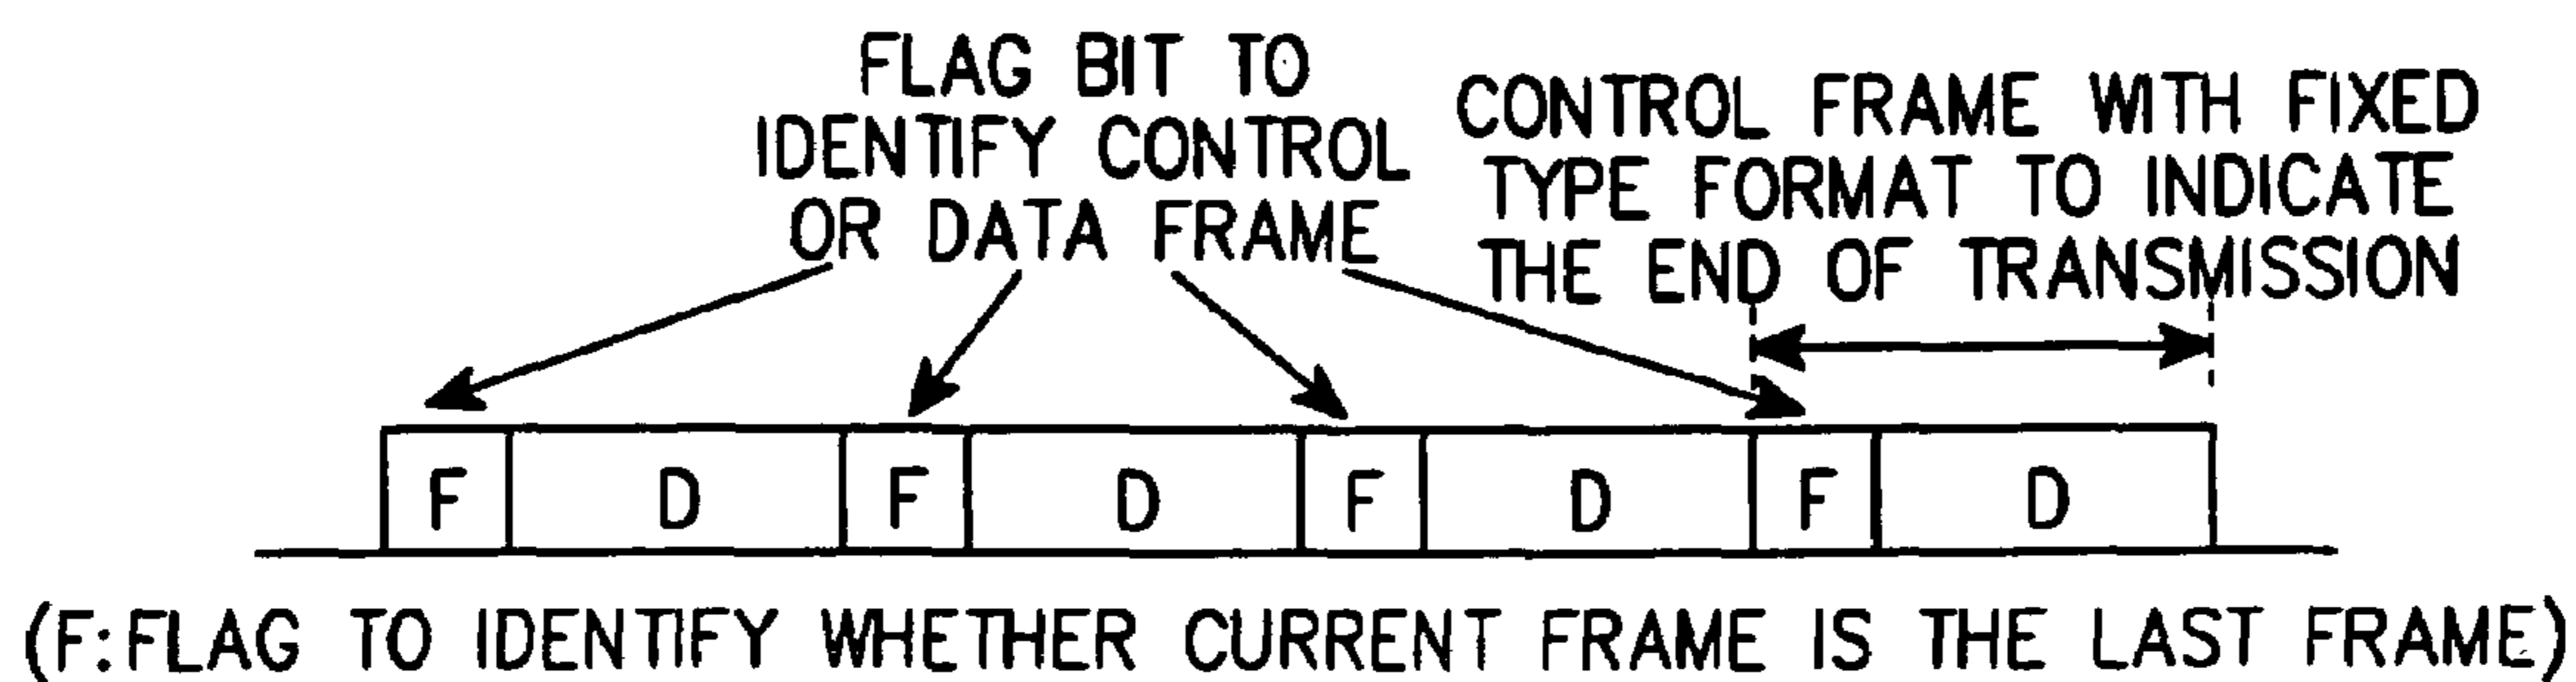 FLAG BIT TO
IDENTIFY CONTROL
OR DATA FRAME
CONTROL FRAME WITH FIXED
TYPE FORMAT TO INDICATE
THE END OF TRANSMISSION
F D F D F D F D
(F:FLAG TO IDENTIFY WHETHER CURRENT FRAME IS THE LAST FRAME)